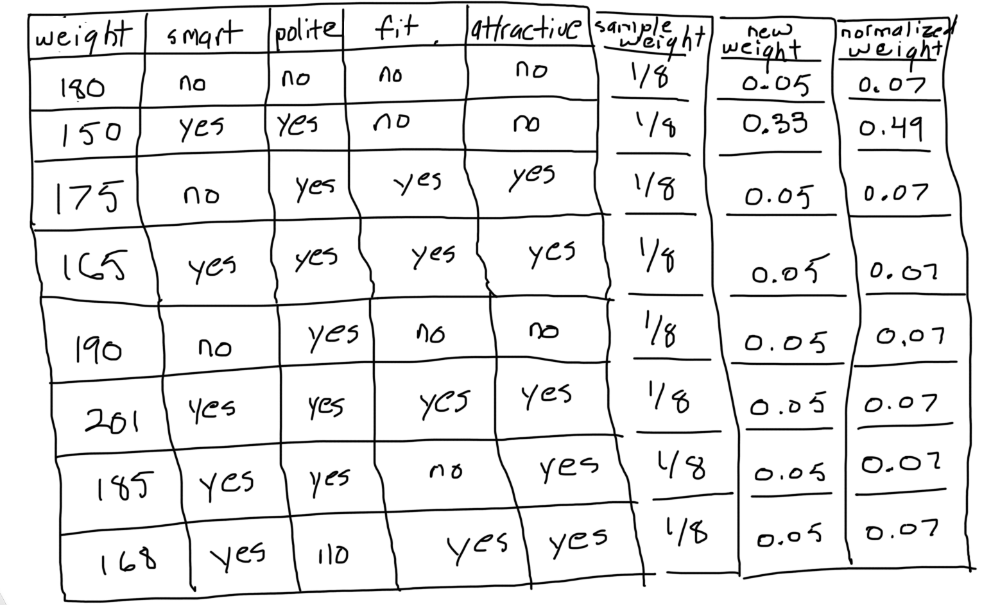 weight smart polite fit. attractive sample weight new weight normalized weight
180 no no no no 1/8 0.05 0.07
150 yes yes no no 1/8 0.33 0.49
175 no yes yes yes 1/8 0.05 0.07
165 yes yes yes yes 1/8 0.05 0.07
190 no yes no no 1/8 0.05 0.07
201 yes yes yes yes 1/8 0.05 0.07
185 yes yes no yes 1/8 0.05 0.07
168 yes no yes yes 1/8 0.05 0.07